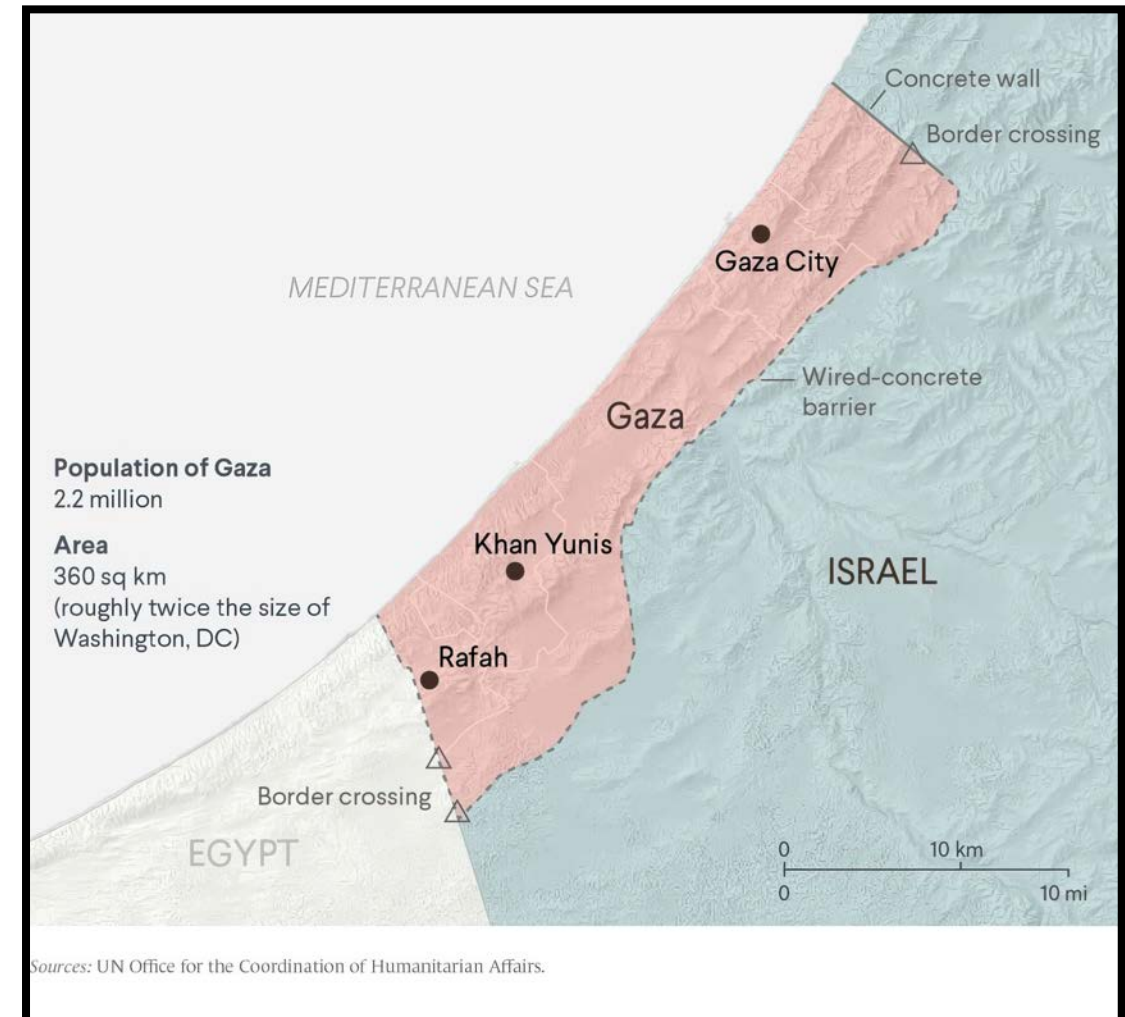 Concrete wall
Border crossing
Gaza City
MEDITERRANEAN SEA
Wired-concrete
barrier
Gaza
Population of Gaza
2.2 million
Area
360 sq km
(roughly twice the size of
Washington, DC)
Khan Yunis
ISRAEL
Rafah
Border crossing
EGYPT
0 10 km
0 10 mi
Sources: UN Office for the Coordination of Humanitarian Affairs.